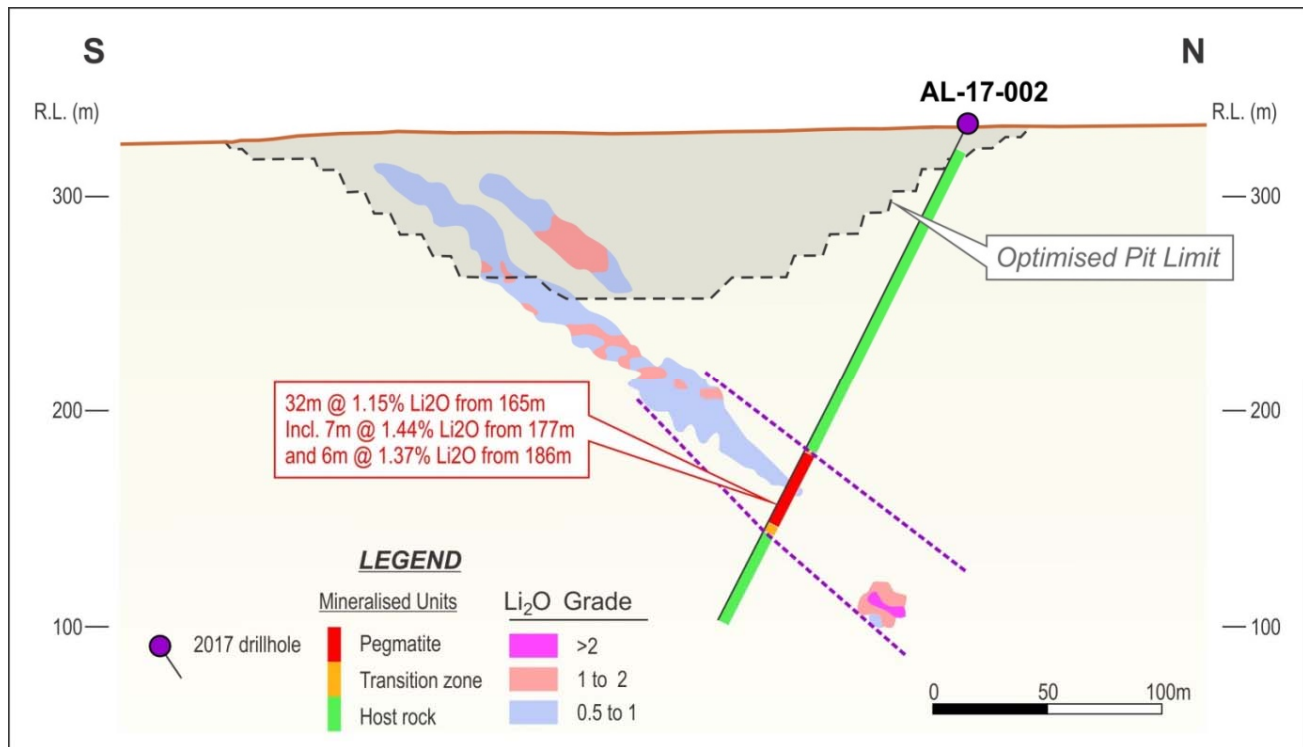 S
N
AL-17-002
R.L. (m)
R.L. (m)
300
300
Optimised Pit Limit
200
200
32m @ 1.15% Li2O from 165m
Incl. 7m @ 1.44% Li2O from 177m
and 6m @ 1.37% Li2O from 186m
100
100
LEGEND
Mineralised Units
Li₂O Grade
2017 drillhole
Pegmatite
>2
Transition zone
1 to 2
Host rock
0.5 to 1
0
50
100m